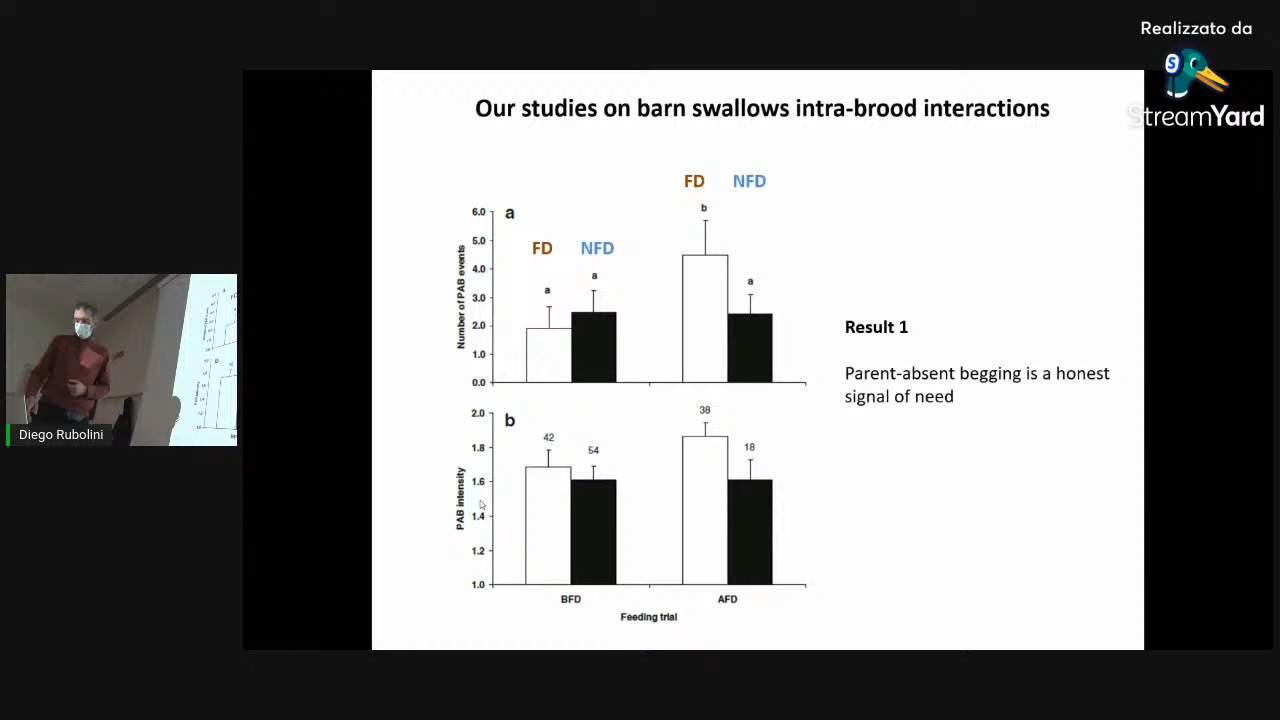 Realizzato da
StreamYard
Our studies on barn swallows intra-brood interactions
FD NFD
FD NFD
a
6.0
5.0
4.0
3.0
2.0
1.0
0.0
Number of PAB events
a
a
b
a
Result 1
Parent-absent begging is a honest
signal of need
b
2.0
1.8
1.6
1.4
1.2
1.0
PAB intensity
42
54
38
18
BFD
AFD
Feeding trial
Diego Rubolini